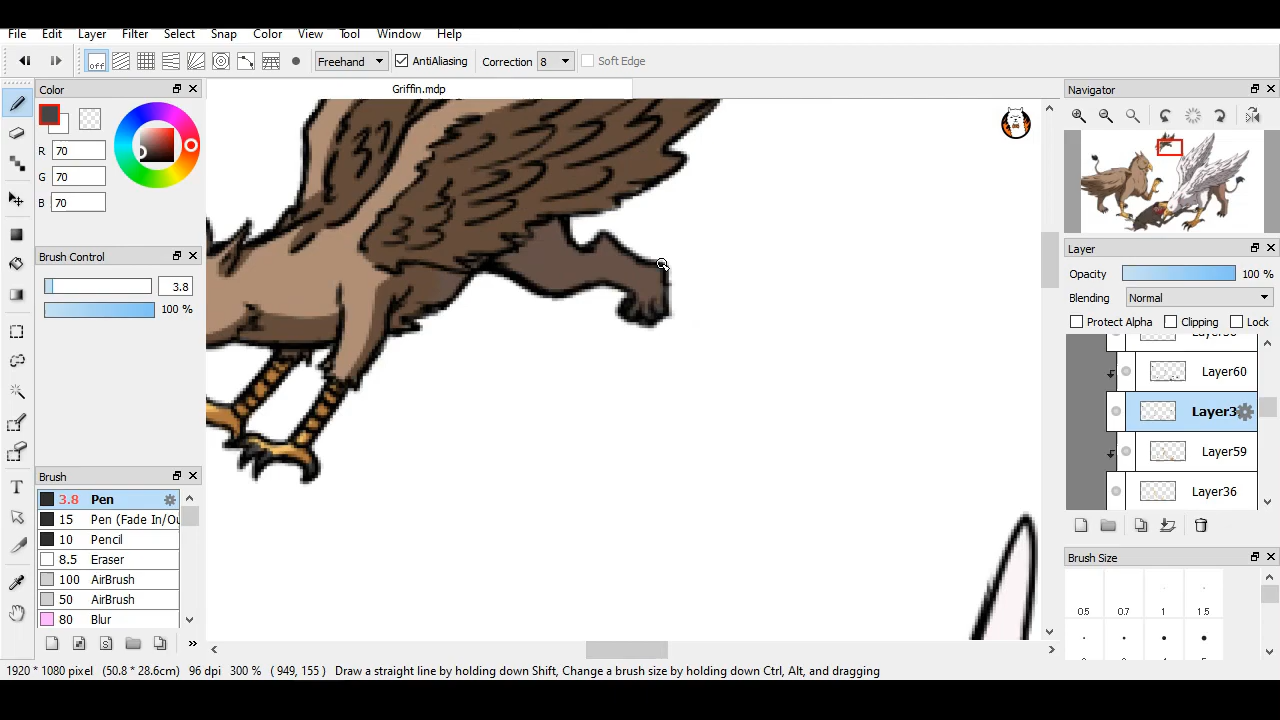 File Edit Layer Filter Select Snap Color View Tool Window Help
off Freehand AntiAliasing Correction 8 Soft Edge
Color Griffin.mdp Navigator
R 70
G 70
B 70
Brush Control
3.8
100 %
Layer
Opacity 100 %
Blending Normal
Protect Alpha Clipping Lock
Layer60
Layer3
Layer59
Layer36
Brush
3.8 Pen
15 Pen (Fade In/Ou
10 Pencil
8.5 Eraser
100 AirBrush
50 AirBrush
80 Blur
Brush Size
0.5 0.7 1 1.5
1920 * 1080 pixel (50.8 * 28.6cm) 96 dpi 300 % ( 949, 155 ) Draw a straight line by holding down Shift, Change a brush size by holding down Ctrl, Alt, and dragging